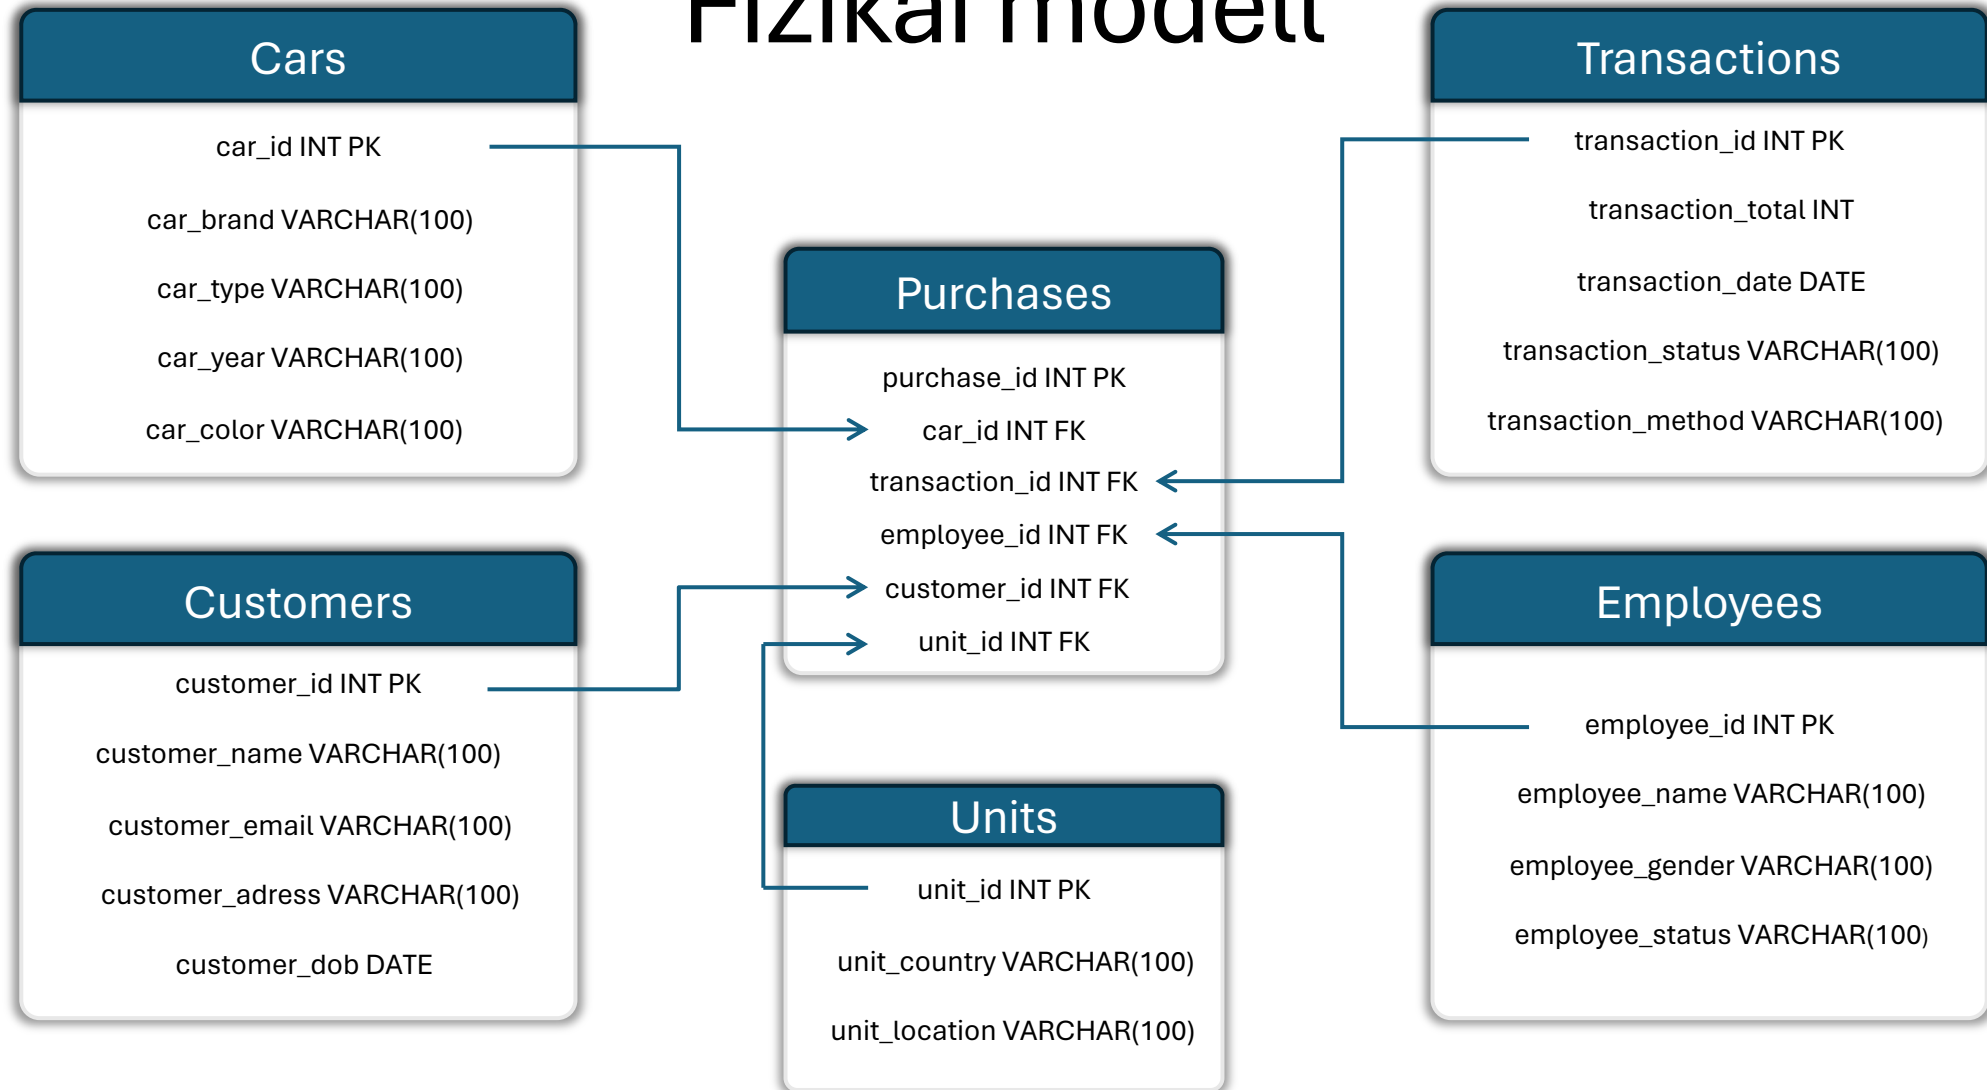 Fizikai modell
Cars
car_id INT PK
car_brand VARCHAR(100)
car_type VARCHAR(100)
car_year VARCHAR(100)
car_color VARCHAR(100)
Transactions
transaction_id INT PK
transaction_total INT
transaction_date DATE
transaction_status VARCHAR(100)
transaction_method VARCHAR(100)
Purchases
purchase_id INT PK
car_id INT FK
transaction_id INT FK
employee_id INT FK
customer_id INT FK
unit_id INT FK
Customers
customer_id INT PK
customer_name VARCHAR(100)
customer_email VARCHAR(100)
customer_adress VARCHAR(100)
customer_dob DATE
Units
unit_id INT PK
unit_country VARCHAR(100)
unit_location VARCHAR(100)
Employees
employee_id INT PK
employee_name VARCHAR(100)
employee_gender VARCHAR(100)
employee_status VARCHAR(100)